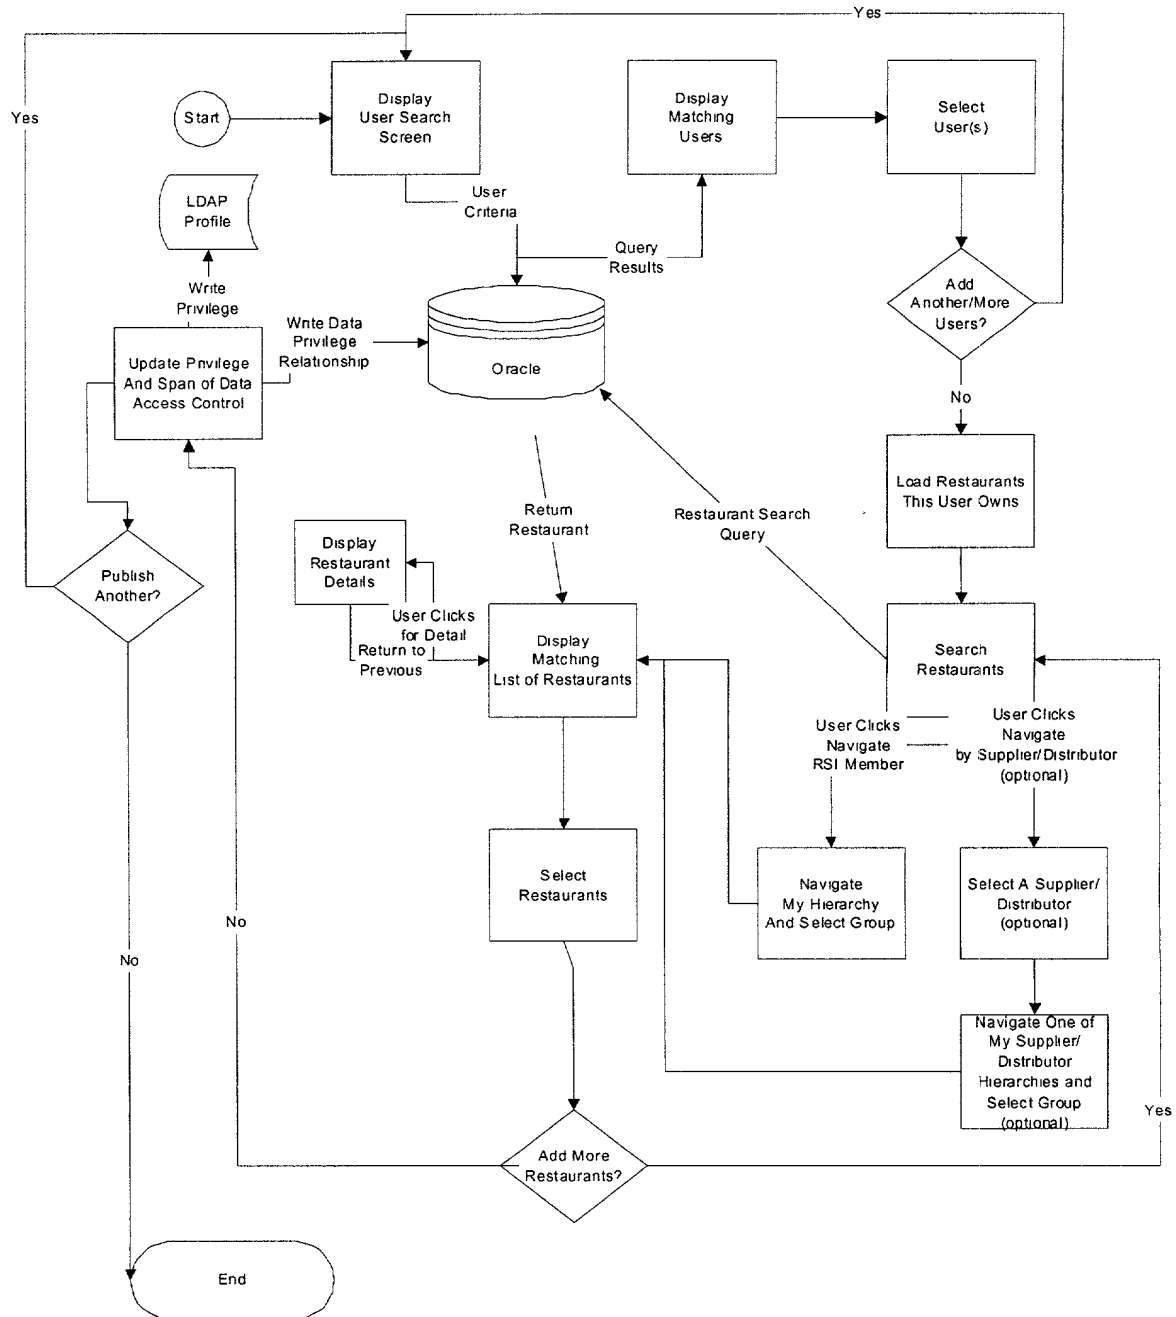 Yes
Yes
Start
Display
User Search
Screen
Display
Matching
Users
Select
User(s)
LDAP
Profile
User
Criteria
Query
Results
Write
Privilege
Write Data
Privilege
Relationship
Add
Another/More
Users?
Update Privilege
And Span of Data
Access Control
Oracle
No
Load Restaurants
This User Owns
Return
Restaurant
Restaurant Search
Query
Display
Restaurant
Details
Publish
Another?
User Clicks
for Detail
Return to
Previous
Display
Matching
List of Restaurants
Search
Restaurants
User Clicks
Navigate
RSI Member
User Clicks
Navigate
by Supplier/Distributor
(optional)
Select
Restaurants
Navigate
My Hierarchy
And Select Group
Select A Supplier/
Distributor
(optional)
No
No
Navigate One of
My Supplier/
Distributor
Hierarchies and
Select Group
(optional)
Yes
Add More
Restaurants?
End